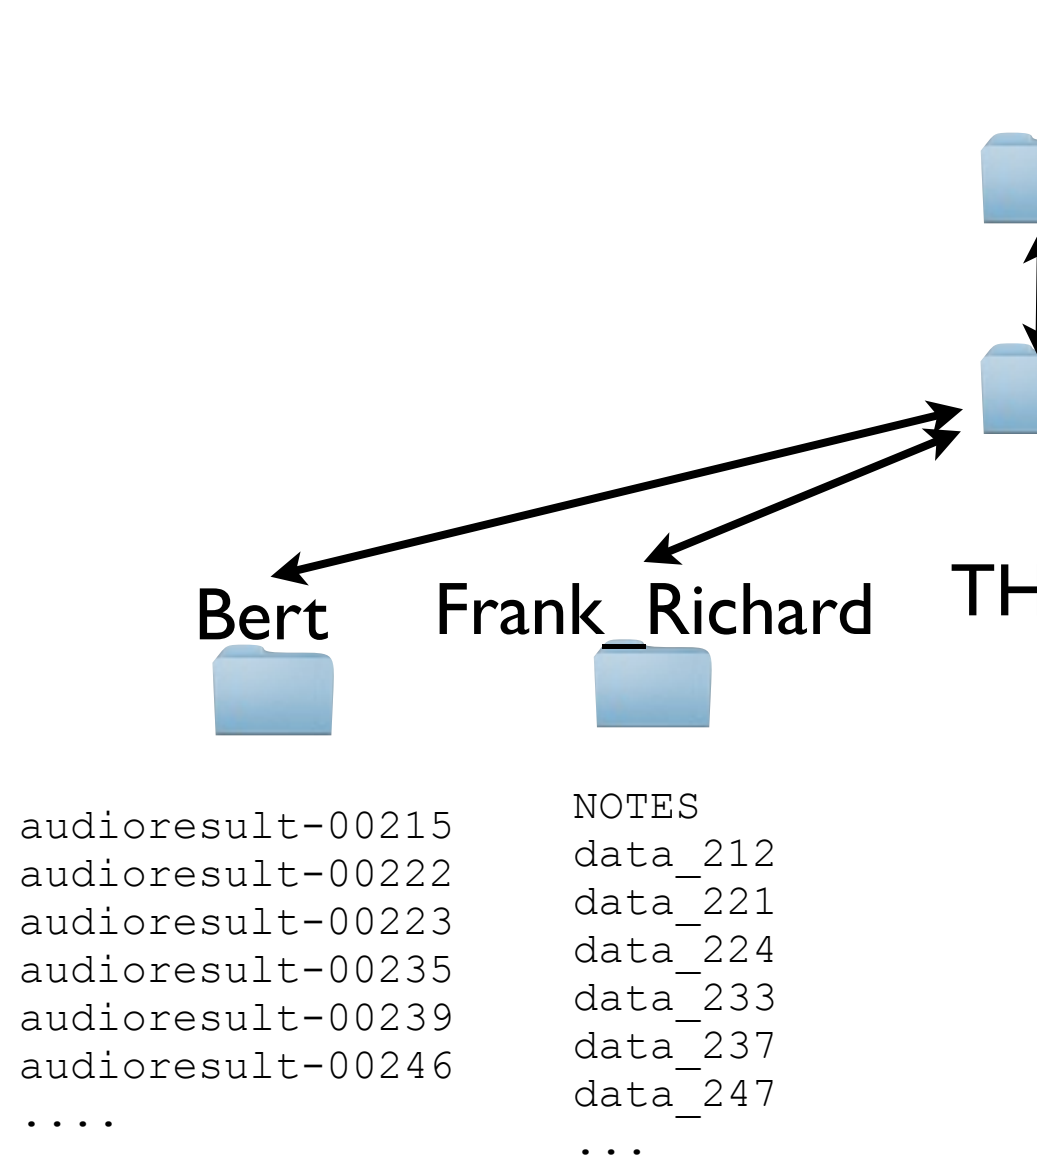 Bert
Frank_Richard
audioresult-00215
audioresult-00222
audioresult-00223
audioresult-00235
audioresult-00239
audioresult-00246
....
NOTES
data_212
data_221
data_224
data_233
data_237
data_247
...